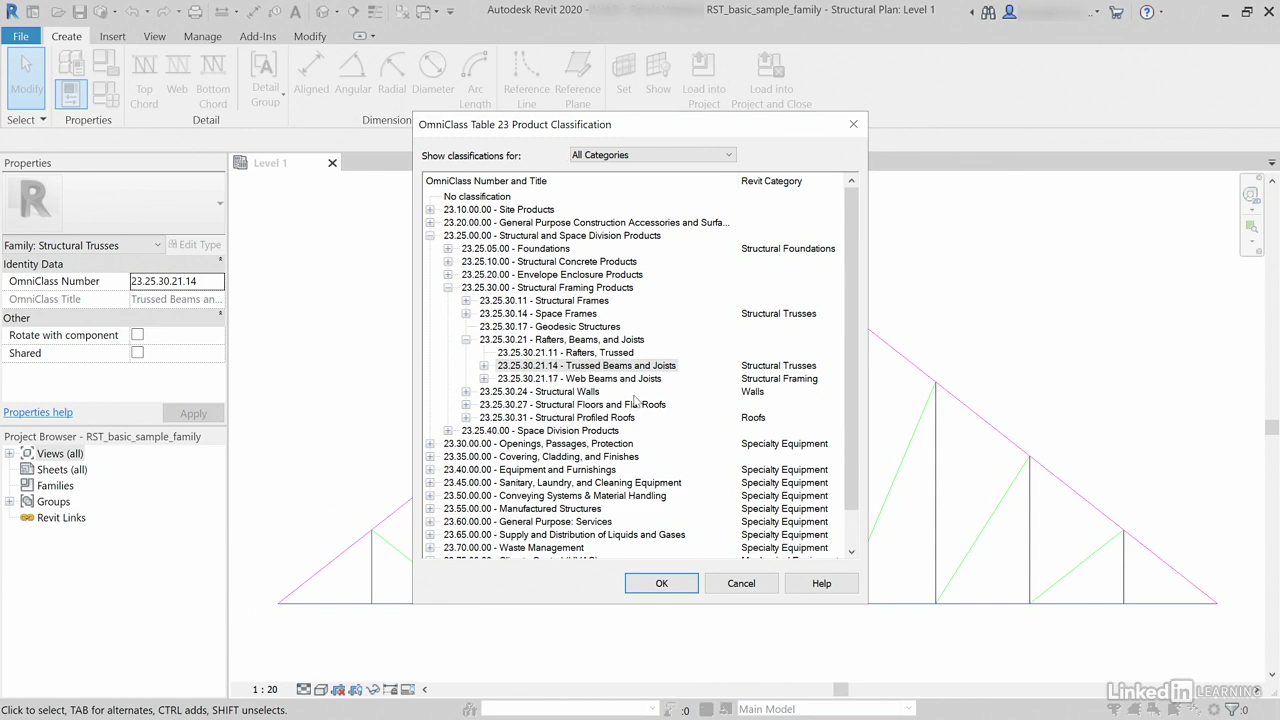 Autodesk Revit 2020 -
RST_basic_sample_family - Structural Plan: Level 1
File
Create
Insert
View
Manage
Add-Ins
Modify
Modify
Top
Chord
Web
Bottom
Chord
Detail
Group
Aligned
Angular
Radial
Diameter
Arc
Length
Reference
Line
Reference
Plane
Set
Show
Load into
Project
Load into
Project and Close
Select
Properties
Detail
Dimension
Properties
Level 1
Family: Structural Trusses
Edit Type
Identity Data
OmniClass Number
23.25.30.21.14
OmniClass Title
Trussed Beams an...
Other
Rotate with component
Shared
Properties help
Apply
Project Browser - RST_basic_sample_family
Views (all)
Sheets (all)
Families
Groups
Revit Links
OmniClass Table 23 Product Classification
Show classifications for:
All Categories
OmniClass Number and Title Revit Category
No classification
23.10.00.00 - Site Products
23.20.00.00 - General Purpose Construction Accessories and Surfa...
23.25.00.00 - Structural and Space Division Products
23.25.05.00 - Foundations Structural Foundations
23.25.10.00 - Structural Concrete Products
23.25.20.00 - Envelope Enclosure Products
23.25.30.00 - Structural Framing Products
23.25.30.11 - Structural Frames
23.25.30.14 - Space Frames Structural Trusses
23.25.30.17 - Geodesic Structures
23.25.30.21 - Rafters, Beams, and Joists
23.25.30.21.11 - Rafters, Trussed
23.25.30.21.14 - Trussed Beams and Joists Structural Trusses
23.25.30.21.17 - Web Beams and Joists Structural Framing
23.25.30.24 - Structural Walls Walls
23.25.30.27 - Structural Floors and Flat Roofs
23.25.30.31 - Structural Profiled Roofs Roofs
23.25.40.00 - Space Division Products
23.30.00.00 - Openings, Passages, Protection Specialty Equipment
23.35.00.00 - Covering, Cladding, and Finishes
23.40.00.00 - Equipment and Furnishings Specialty Equipment
23.45.00.00 - Sanitary, Laundry, and Cleaning Equipment Specialty Equipment
23.50.00.00 - Conveying Systems & Material Handling Specialty Equipment
23.55.00.00 - Manufactured Structures Specialty Equipment
23.60.00.00 - General Purpose: Services Specialty Equipment
23.65.00.00 - Supply and Distribution of Liquids and Gases Specialty Equipment
23.70.00.00 - Waste Management Specialty Equipment
OK
Cancel
Help
1 : 20
Click to select, TAB for alternates, CTRL adds, SHIFT unselects.
:0
Main Model
:0
LinkedIn LEARNING